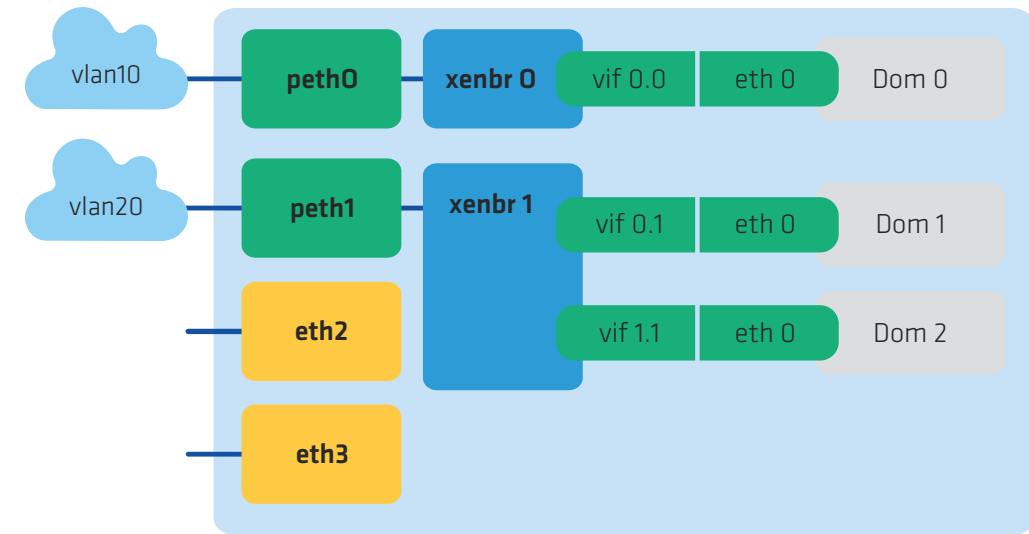 vlan10
peth0
xenbr 0
vif 0.0
eth 0
Dom 0
vlan20
peth1
xenbr 1
vif 0.1
eth 0
Dom 1
eth2
vif 1.1
eth 0
Dom 2
eth3